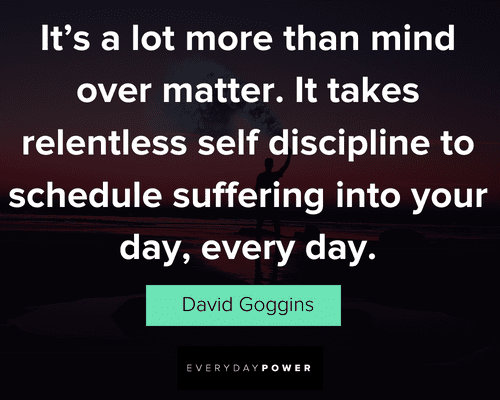 It's a lot more than mind
over matter. It takes
relentless self discipline to
schedule suffering into your
day, every day.
David Goggins
EVERYDAYPOWER